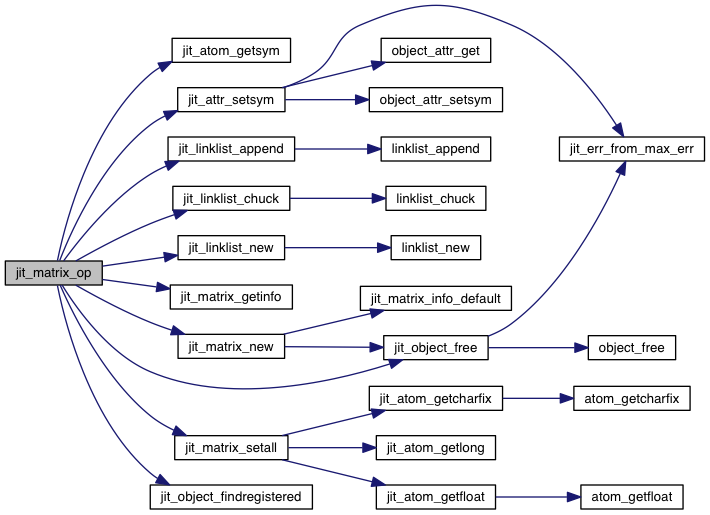 jit_matrix_op
jit_atom_getsym
jit_attr_setsym
object_attr_get
object_attr_setsym
jit_err_from_max_err
jit_linklist_append
linklist_append
jit_linklist_chuck
linklist_chuck
jit_linklist_new
linklist_new
jit_matrix_getinfo
jit_matrix_new
jit_matrix_info_default
jit_object_free
object_free
jit_matrix_setall
jit_atom_getcharfix
atom_getcharfix
jit_atom_getlong
jit_atom_getfloat
atom_getfloat
jit_object_findregistered